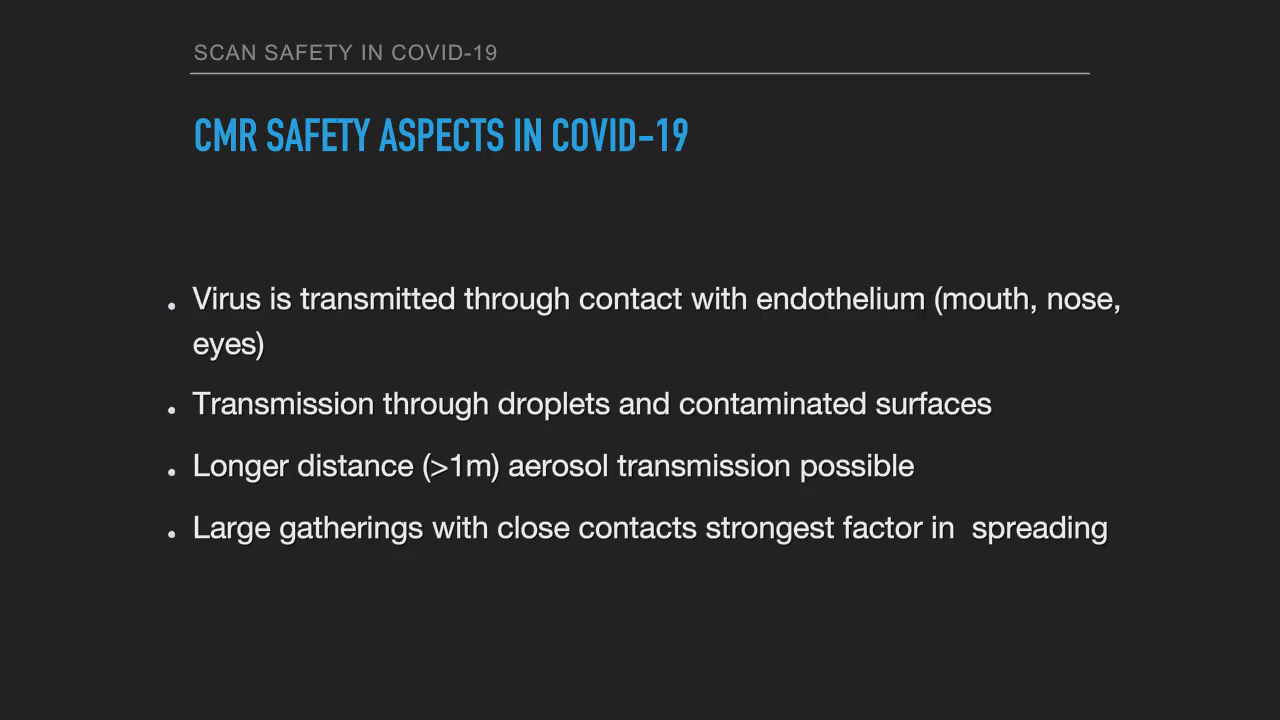 SCAN SAFETY IN COVID-19
CMR SAFETY ASPECTS IN COVID-19
• Virus is transmitted through contact with endothelium (mouth, nose,
eyes)
• Transmission through droplets and contaminated surfaces
• Longer distance (>1m) aerosol transmission possible
• Large gatherings with close contacts strongest factor in  spreading